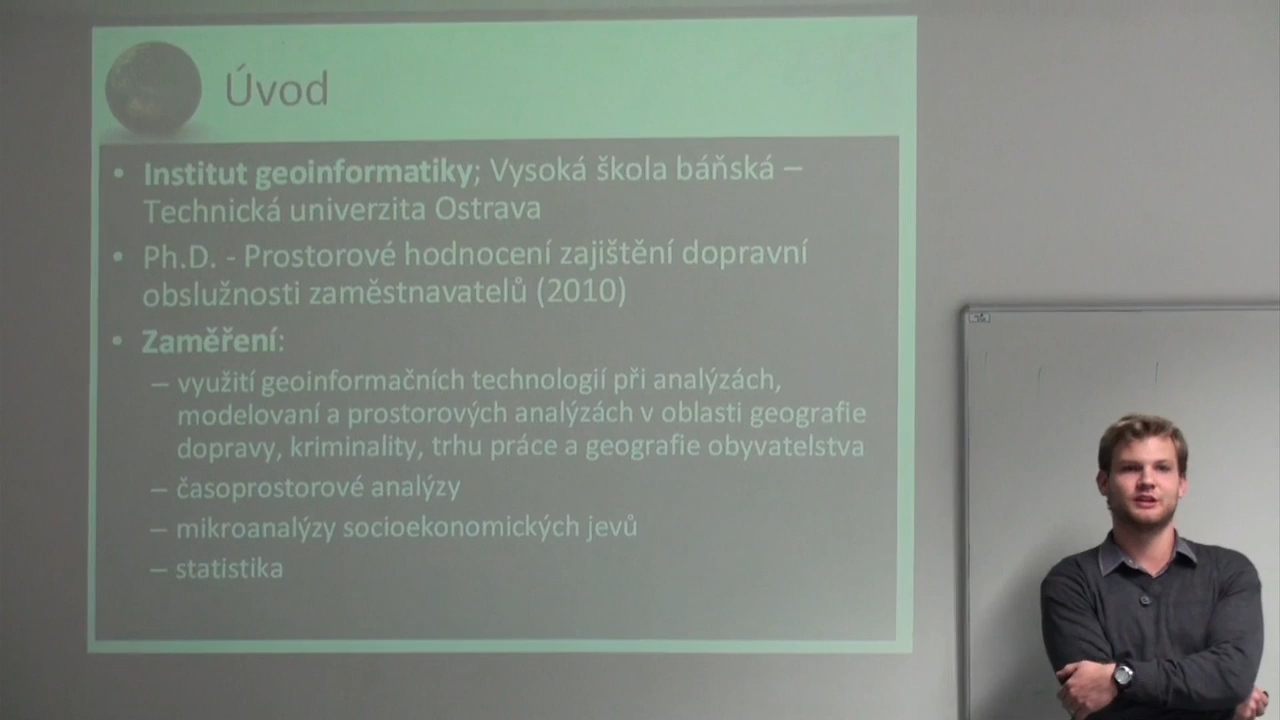 Úvod
• Institut geoinformatiky; Vysoká škola báňská –
Technická univerzita Ostrava
• Ph.D. - Prostorové hodnocení zajištění dopravní
obslužnosti zaměstnavatelů (2010)
• Zaměření:
– využití geoinformačních technologií při analýzách,
modelovaní a prostorových analýzách v oblasti geografie
dopravy, kriminality, trhu práce a geografie obyvatelstva
– časoprostorové analýzy
– mikroanalýzy socioekonomických jevů
– statistika